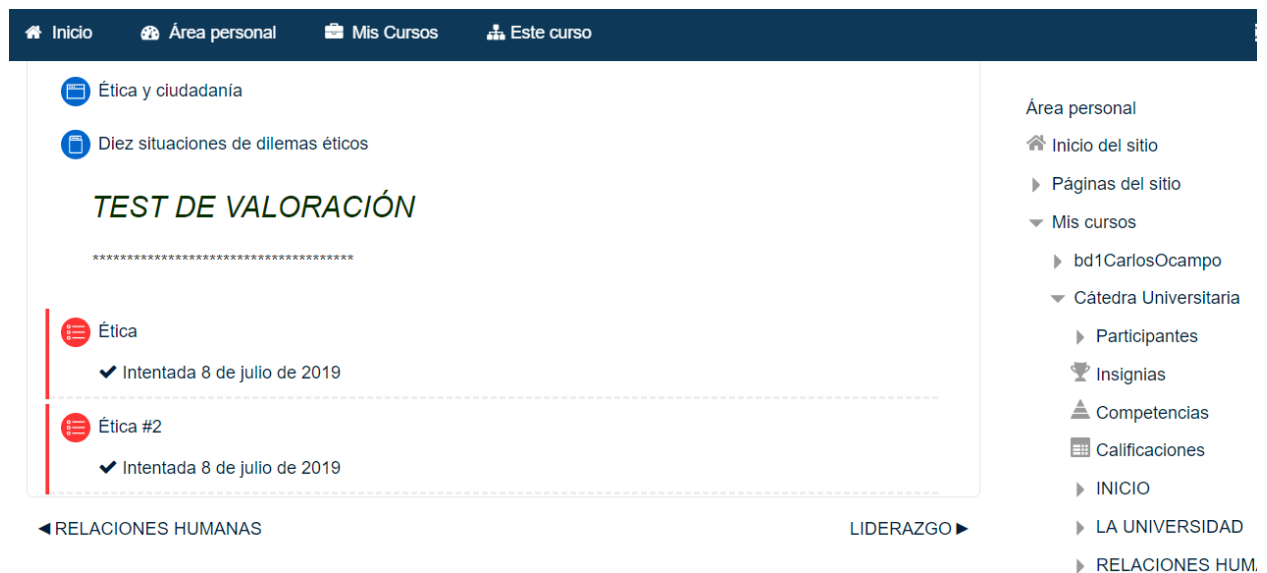 Inicio Área personal Mis Cursos Este curso
Ética y ciudadanía
Diez situaciones de dilemas éticos
TEST DE VALORACIÓN
**************************************
Ética
Intentada 8 de julio de 2019
Ética #2
Intentada 8 de julio de 2019
RELACIONES HUMANAS
LIDERAZGO
Área personal
Inicio del sitio
Páginas del sitio
Mis cursos
bd1CarlosOcampo
Cátedra Universitaria
Participantes
Insignias
Competencias
Calificaciones
INICIO
LA UNIVERSIDAD
RELACIONES